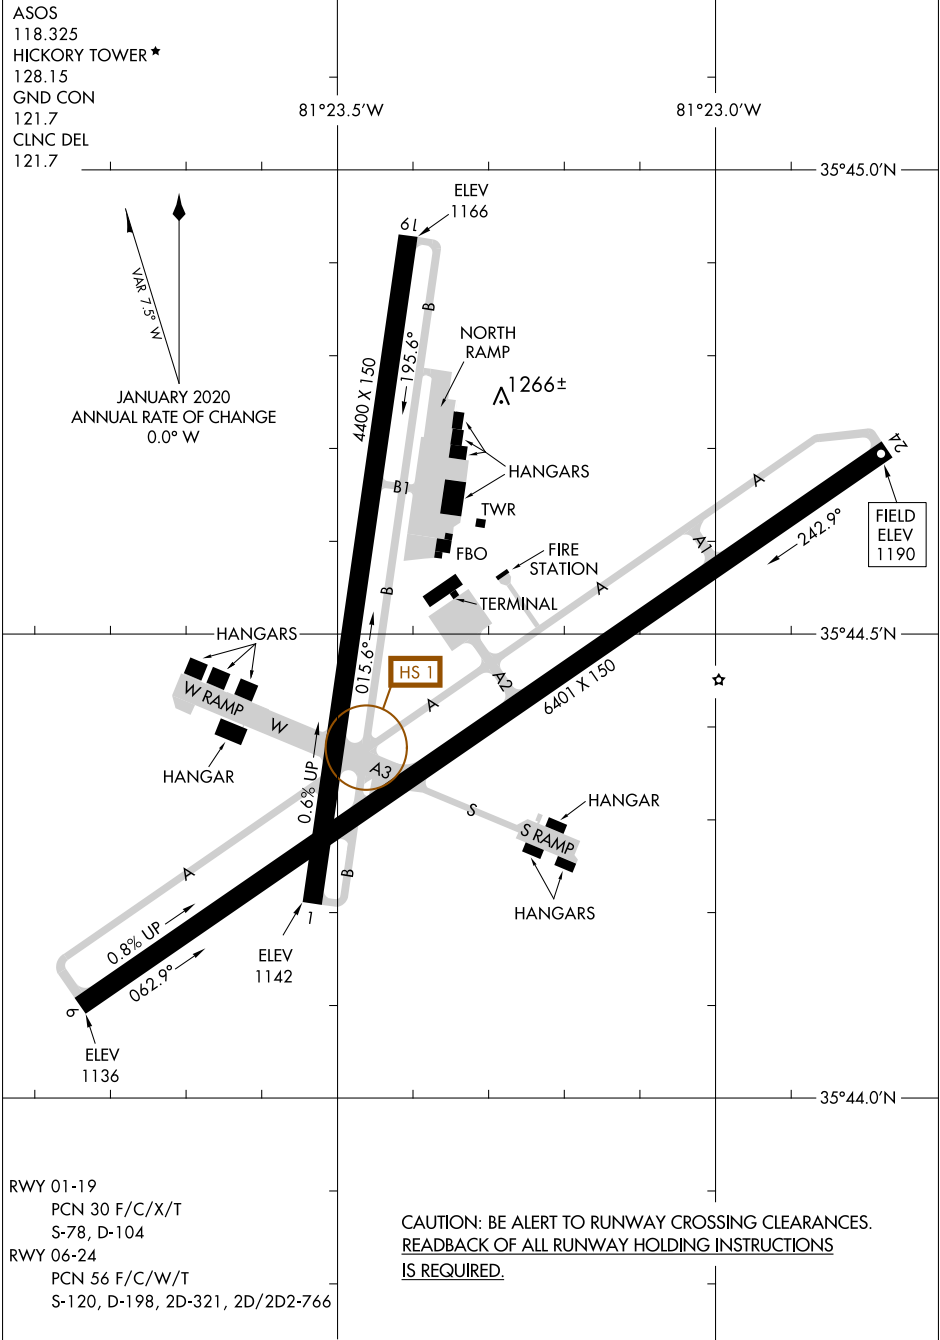 ASOS
118.325
HICKORY TOWER★
128.15
GND CON
121.7
CLNC DEL
121.7
81°23.5'W
81°23.0'W
35°45.0'N
VAR 7.5° W
JANUARY 2020
ANNUAL RATE OF CHANGE
0.0° W
ELEV
1166
19
B
NORTH
RAMP
195.6°
4400 X 150
1266±
HANGARS
B1
TWR
FBO
FIRE
STATION
TERMINAL
A
24
FIELD
ELEV
1190
242.9°
A1
A
B
35°44.5'N
HANGARS
015.6°
HS 1
W RAMP
W
A
A2
6401 X 150
HANGAR
0.6% UP
A3
S
HANGAR
S RAMP
HANGARS
A
B
1
ELEV
1142
0.8% UP
062.9°
6
ELEV
1136
35°44.0'N
RWY 01-19
PCN 30 F/C/X/T
S-78, D-104
RWY 06-24
PCN 56 F/C/W/T
S-120, D-198, 2D-321, 2D/2D2-766
CAUTION: BE ALERT TO RUNWAY CROSSING CLEARANCES.
READBACK OF ALL RUNWAY HOLDING INSTRUCTIONS
IS REQUIRED.